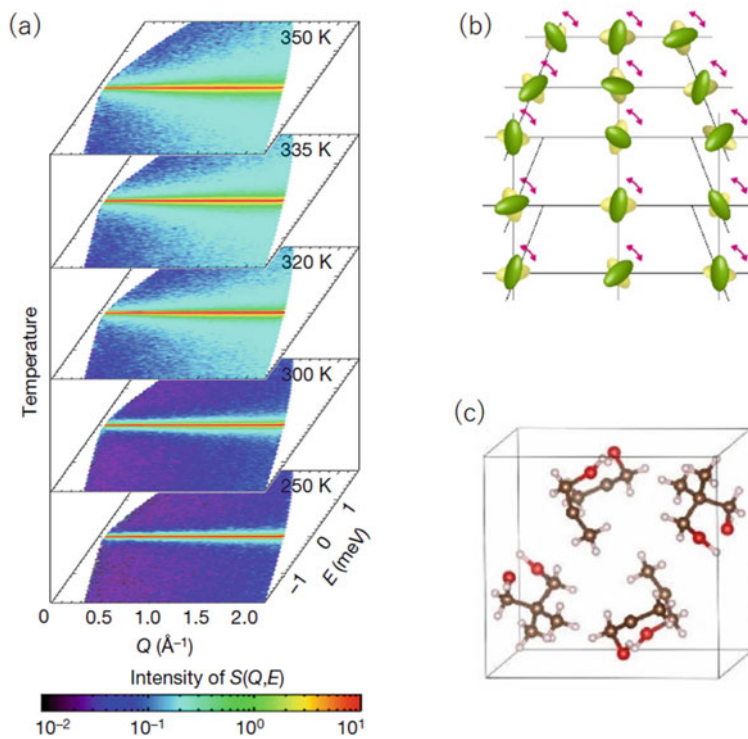 (a)
350 K
335 K
320 K
300 K
250 K
Temperature
1
0
−1
E (meV)
0
0.5
1.0
1.5
2.0
Q (Å⁻¹)
Intensity of S(Q,E)
10⁻²
10⁻¹
10⁰
10¹
(b)
(c)